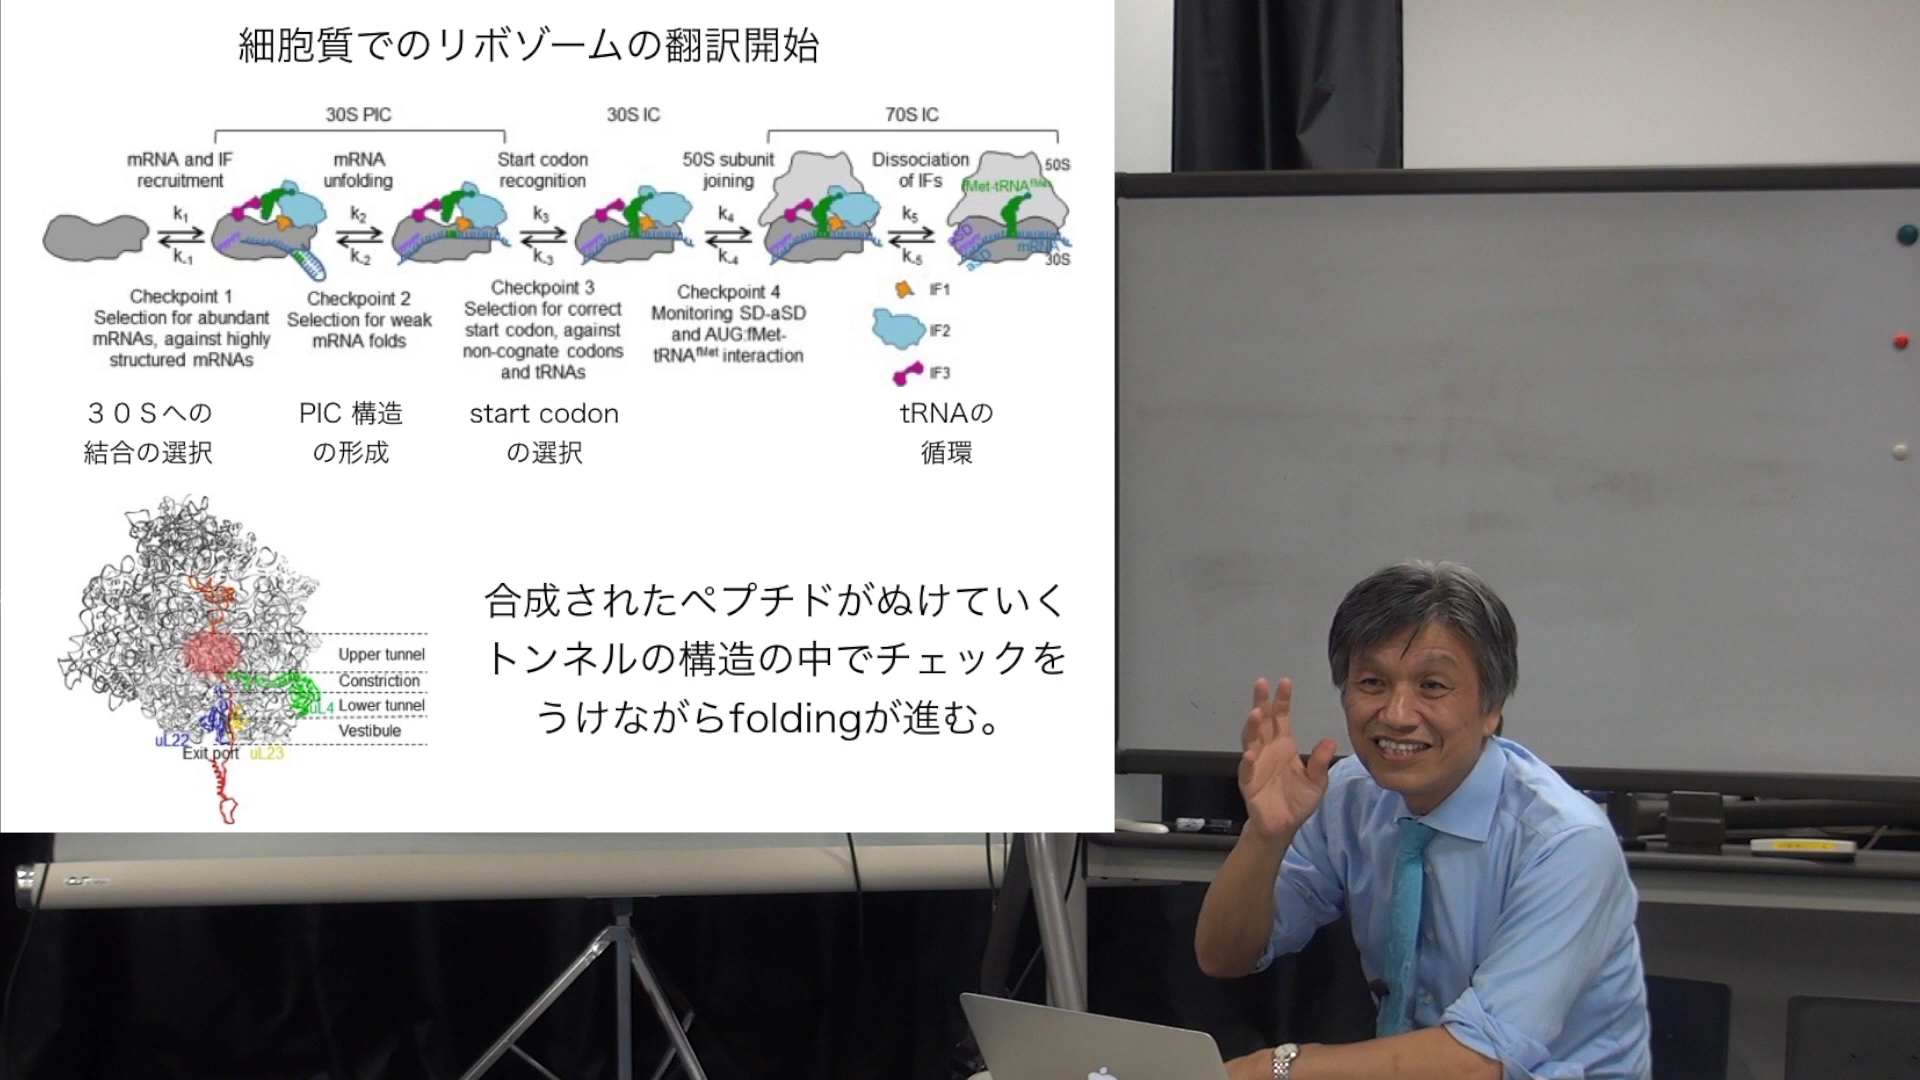 細胞質でのリボゾームの翻訳開始
30S PIC
30S IC
70S IC
mRNA and IF
recruitment
mRNA
unfolding
Start codon
recognition
50S subunit
joining
Dissociation
of IFs
50S
fMet-tRNAfMet
k1
k-1
k2
k-2
k3
k-3
k4
k-4
k5
k-5
aSD
SD
mRNA
30S
Checkpoint 1
Selection for abundant
mRNAs, against highly
structured mRNAs
Checkpoint 2
Selection for weak
mRNA folds
Checkpoint 3
Selection for correct
start codon, against
non-cognate codons
and tRNAs
Checkpoint 4
Monitoring SD-aSD
and AUG:fMet-
tRNAfMet interaction
IF1
IF2
IF3
３０Ｓへの
結合の選択
PIC 構造
の形成
start codon
の選択
tRNAの
循環
Upper tunnel
Constriction
uL4 Lower tunnel
Vestibule
uL22
Exit port
uL23
合成されたペプチドがぬけていく
トンネルの構造の中でチェックを
うけながらfoldingが進む。